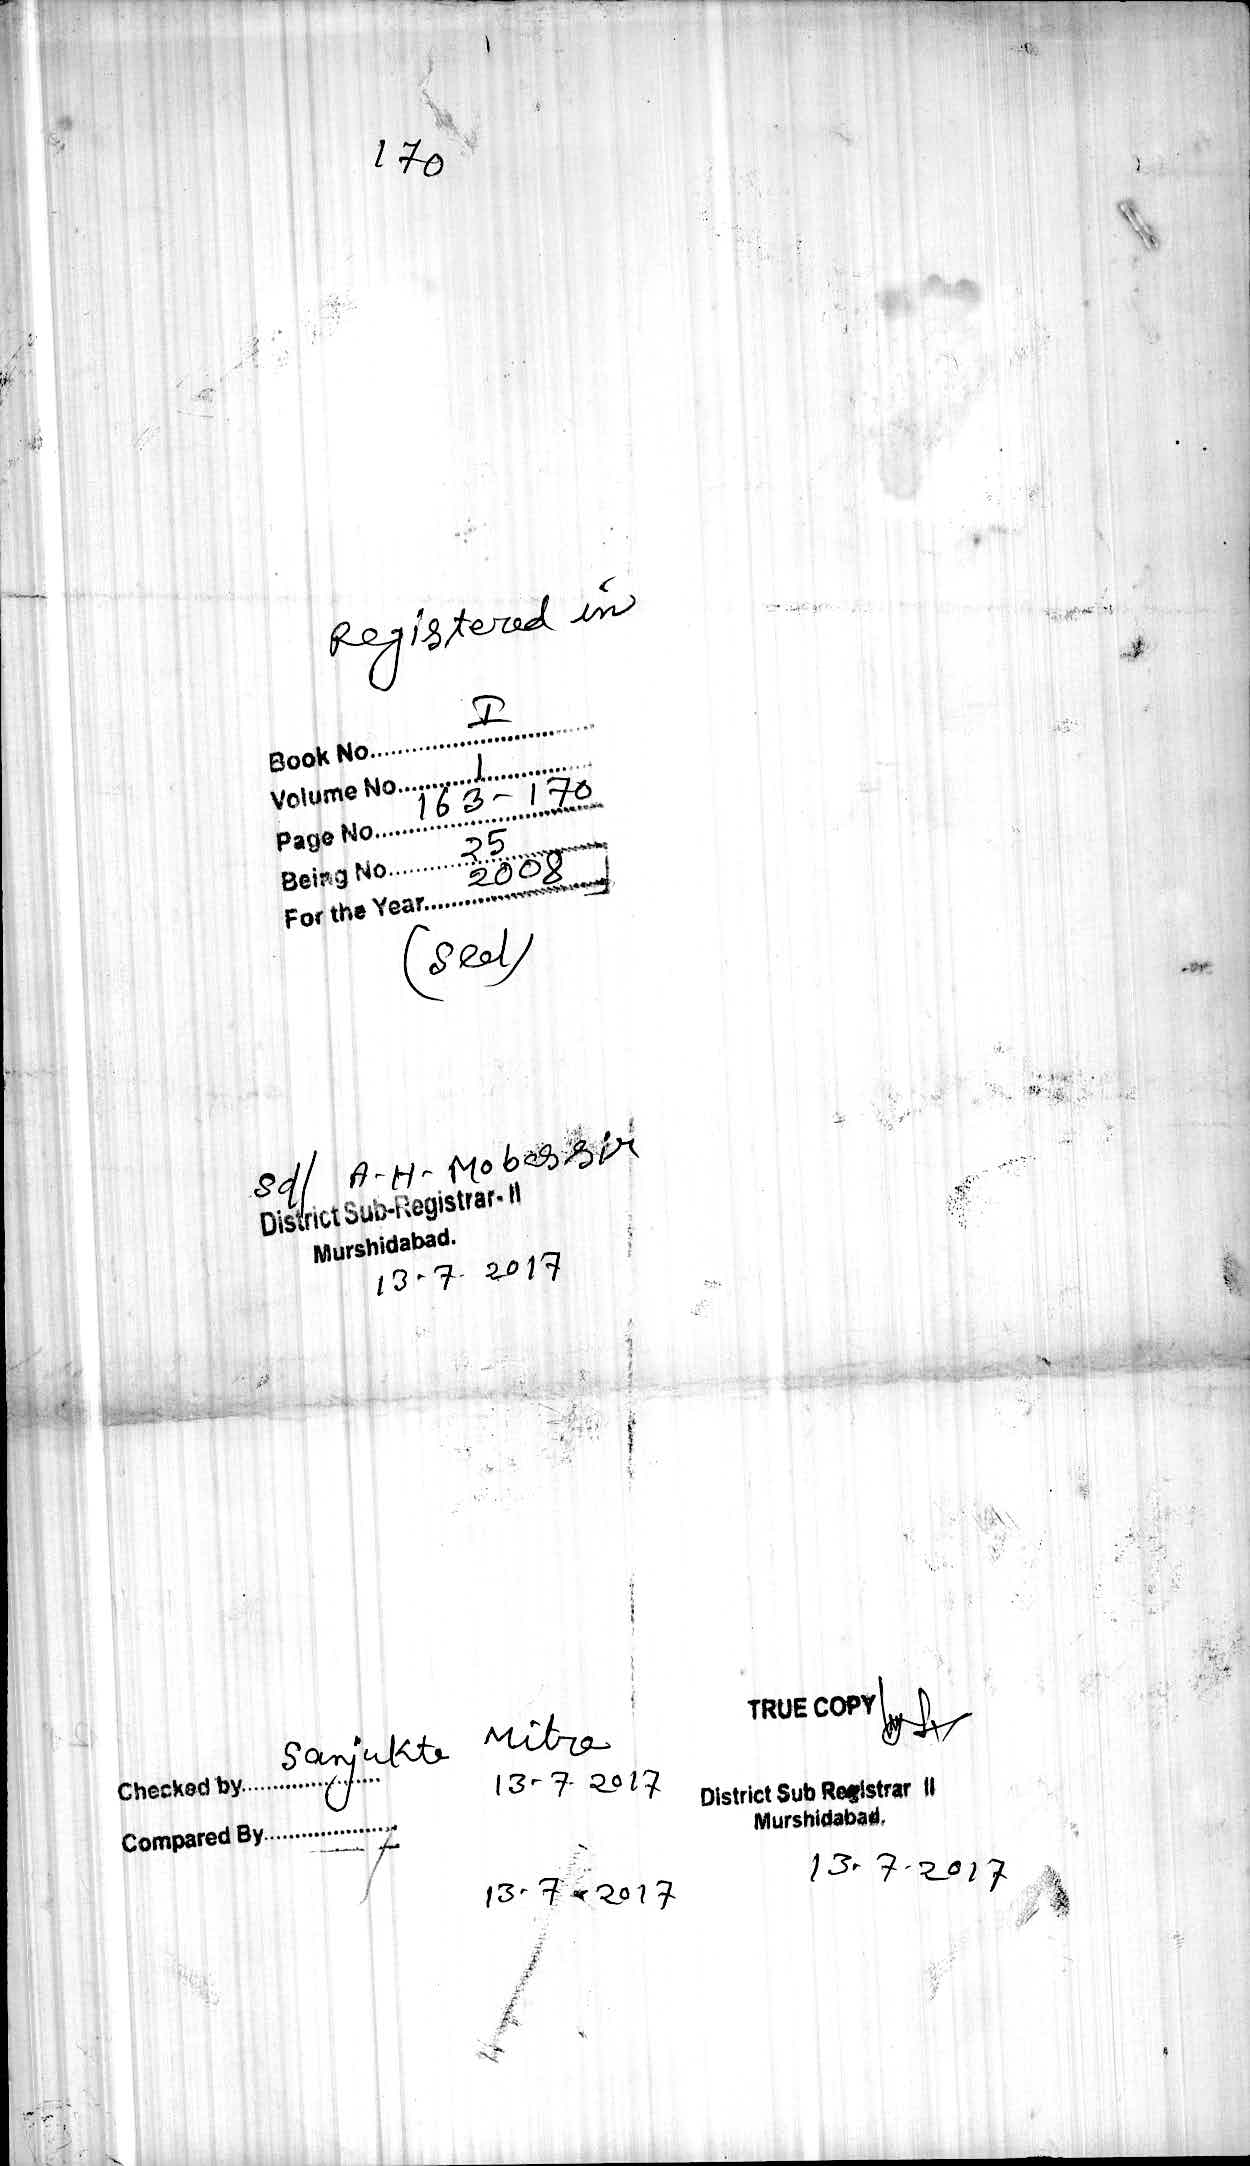 170
Registered in
Book No. I
Volume No. 1
Page No. 163-170
Being No. 25
For the Year. 2008
(Seal)
Sd/ A-H- Mobassir
District Sub-Registrar- II
Murshidabad.
13-7-2017
Checked by. Sanjukta Mitra
13-7-2017
Compared By.
13-7-2017
TRUE COPY
District Sub Registrar II
Murshidabad.
13.7.2017